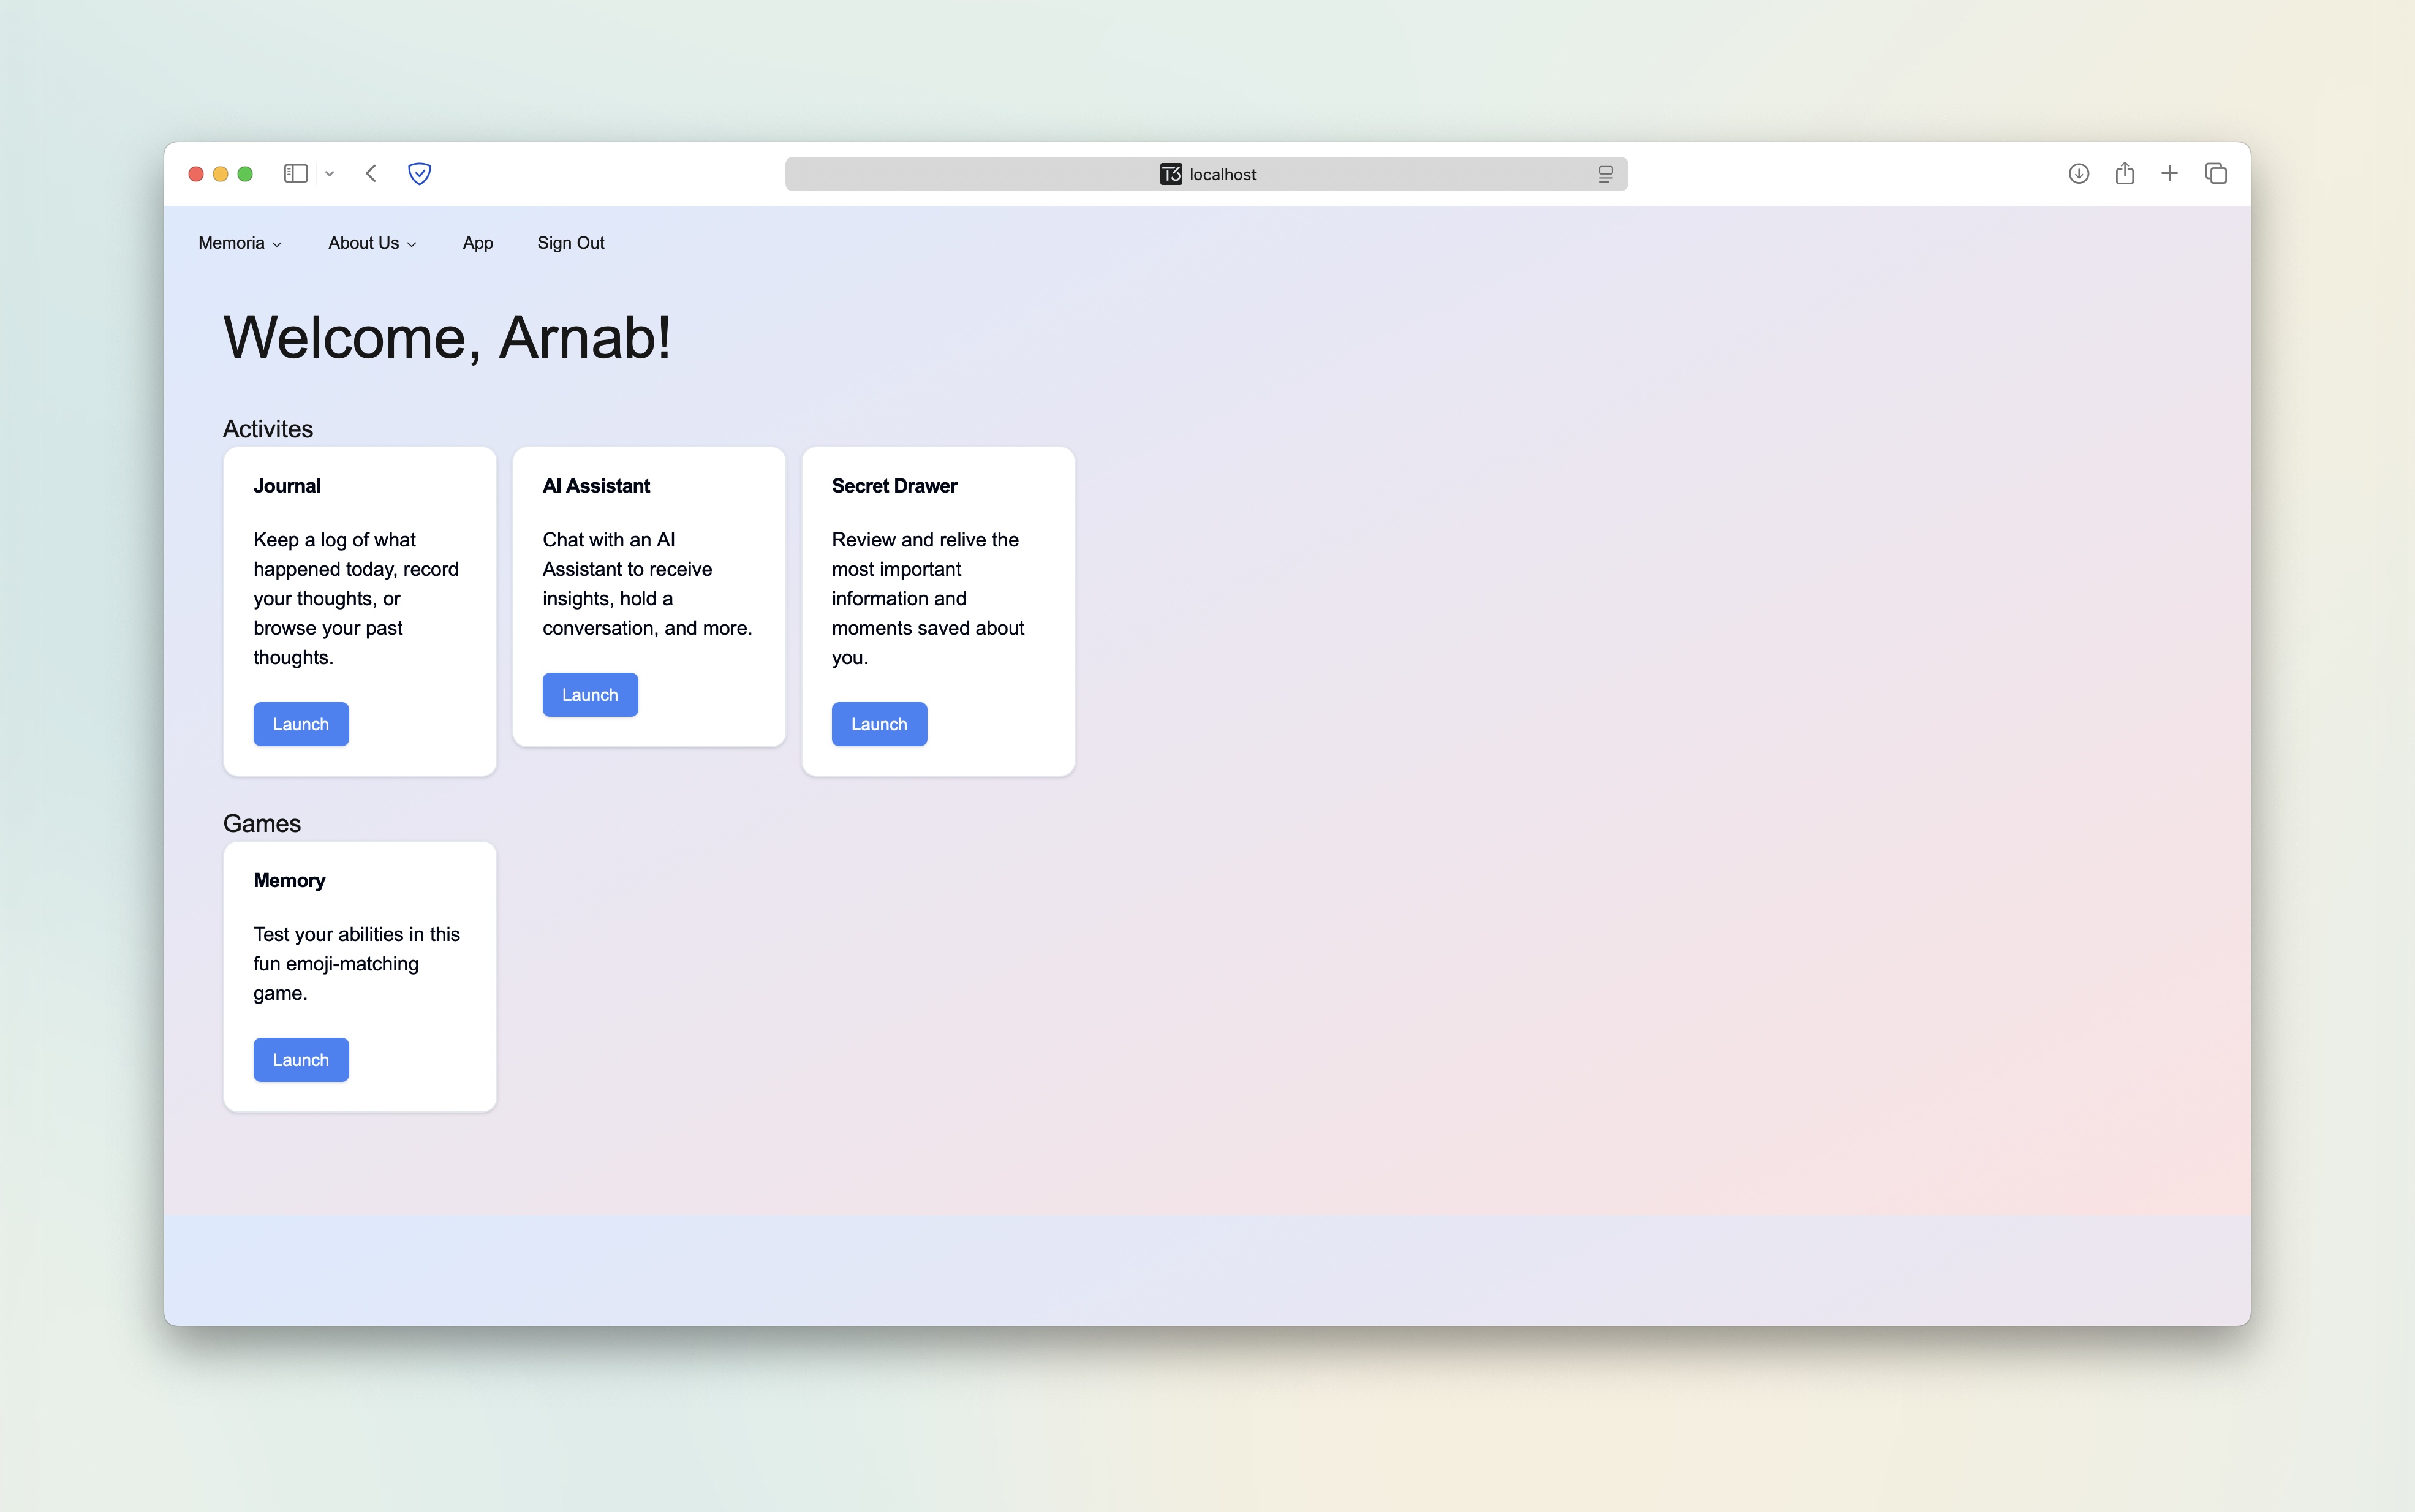 T3 localhost
Memoria About Us App Sign Out
Welcome, Arnab!
Activites
Journal
Keep a log of what
happened today, record
your thoughts, or
browse your past
thoughts.
Launch
AI Assistant
Chat with an AI
Assistant to receive
insights, hold a
conversation, and more.
Launch
Secret Drawer
Review and relive the
most important
information and
moments saved about
you.
Launch
Games
Memory
Test your abilities in this
fun emoji-matching
game.
Launch